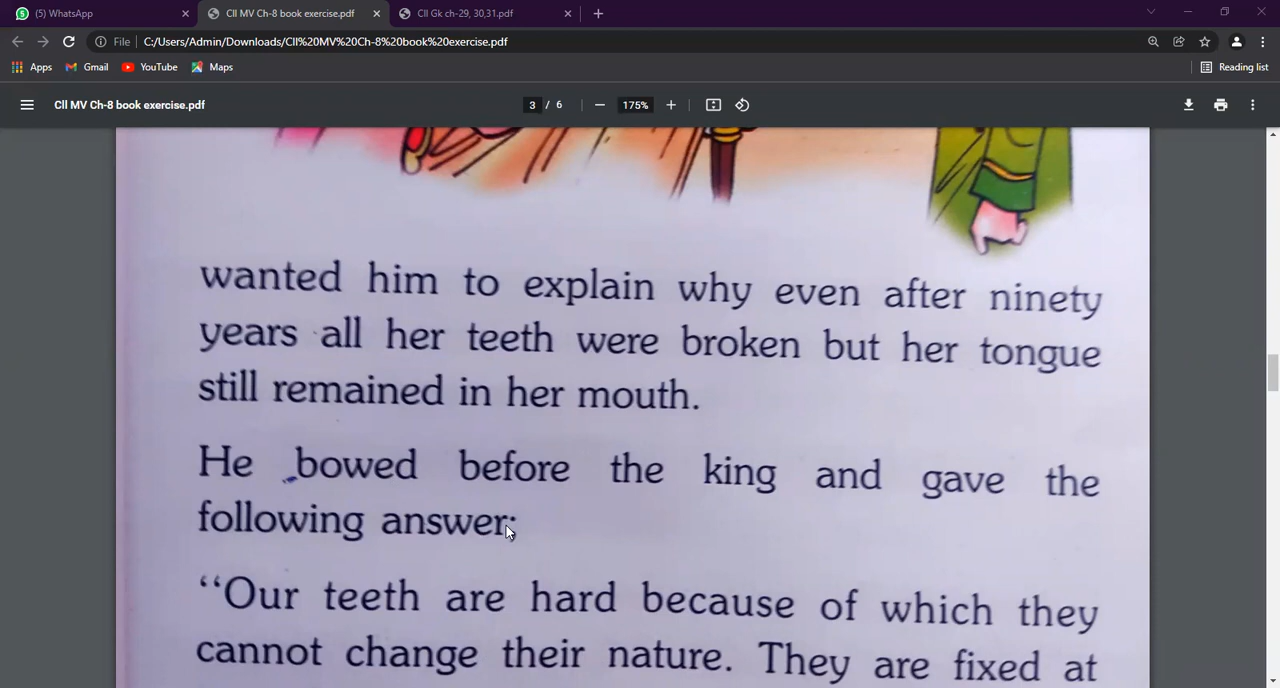 (5) WhatsApp
Cll MV Ch-8 book exercise.pdf
Cll Gk ch-29, 30,31.pdf
File C:/Users/Admin/Downloads/Cll%20MV%20Ch-8%20book%20exercise.pdf
Apps Gmail YouTube Maps Reading list
Cll MV Ch-8 book exercise.pdf 3 / 6 175%
wanted him to explain why even after ninety
years all her teeth were broken but her tongue
still remained in her mouth.
He bowed before the king and gave the
following answer:
“Our teeth are hard because of which they
cannot change their nature. They are fixed at